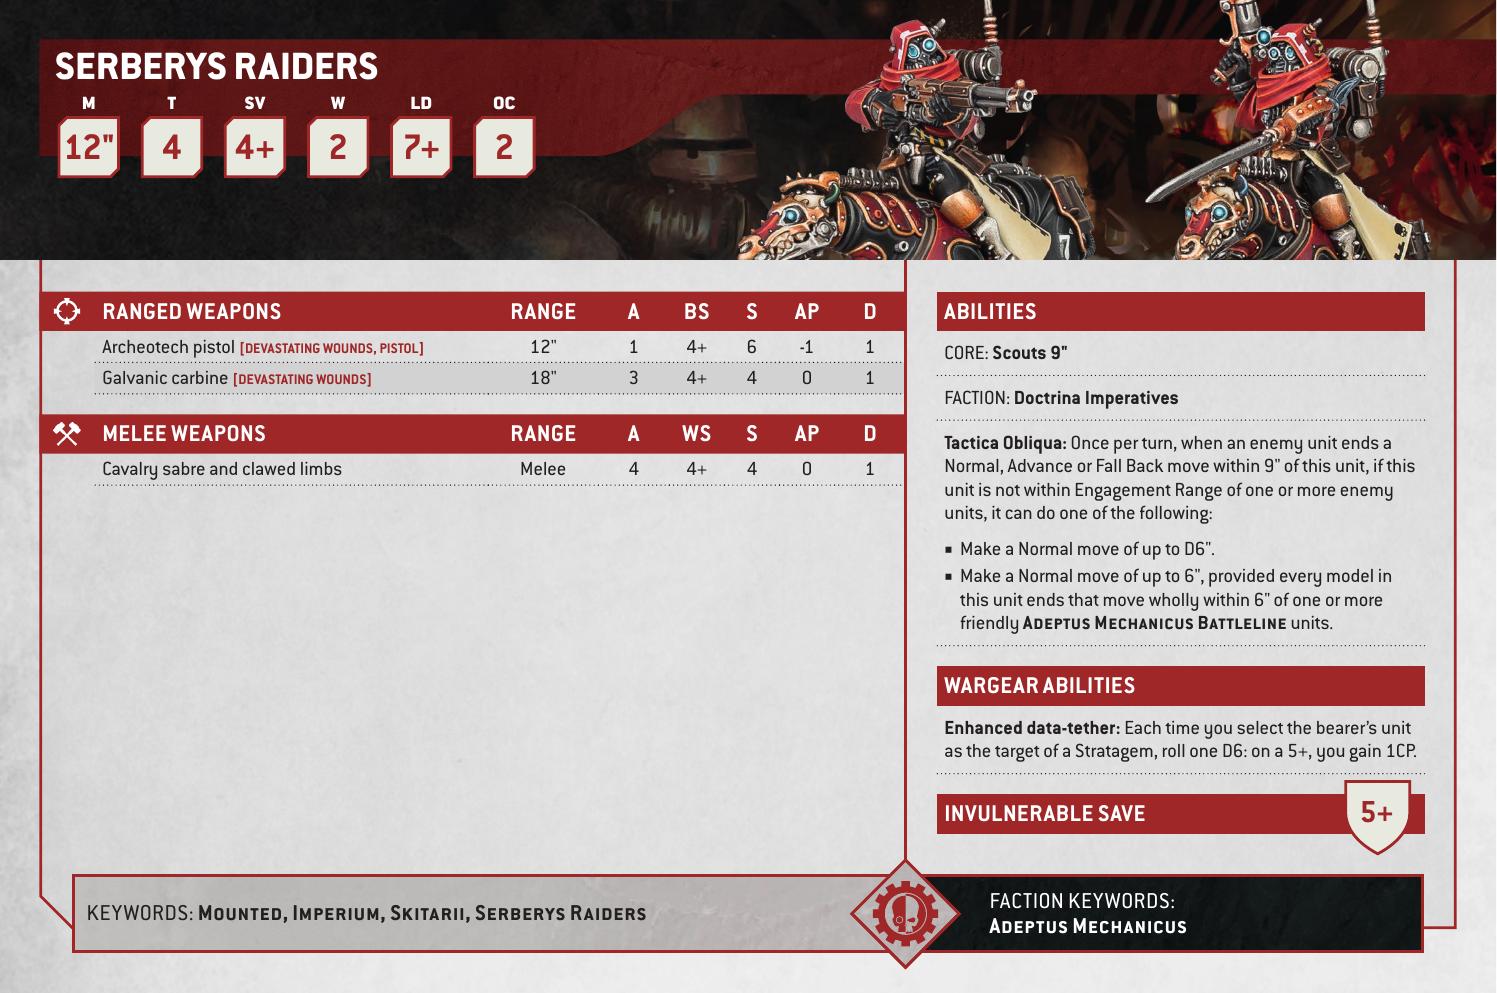 SERBERYS RAIDERS
M T SV W LD OC
12" 4 4+ 2 7+ 2
7
RANGED WEAPONS RANGE A BS S AP D
Archeotech pistol [DEVASTATING WOUNDS, PISTOL] 12" 1 4+ 6 -1 1
Galvanic carbine [DEVASTATING WOUNDS] 18" 3 4+ 4 0 1
MELEE WEAPONS RANGE A WS S AP D
Cavalry sabre and clawed limbs Melee 4 4+ 4 0 1
ABILITIES
CORE: Scouts 9"
FACTION: Doctrina Imperatives
Tactica Obliqua: Once per turn, when an enemy unit ends a
Normal, Advance or Fall Back move within 9" of this unit, if this
unit is not within Engagement Range of one or more enemy
units, it can do one of the following:
▪ Make a Normal move of up to D6".
▪ Make a Normal move of up to 6", provided every model in
this unit ends that move wholly within 6" of one or more
friendly ADEPTUS MECHANICUS BATTLELINE units.
WARGEAR ABILITIES
Enhanced data-tether: Each time you select the bearer's unit
as the target of a Stratagem, roll one D6: on a 5+, you gain 1CP.
INVULNERABLE SAVE 5+
KEYWORDS: MOUNTED, IMPERIUM, SKITARII, SERBERYS RAIDERS
FACTION KEYWORDS:
ADEPTUS MECHANICUS